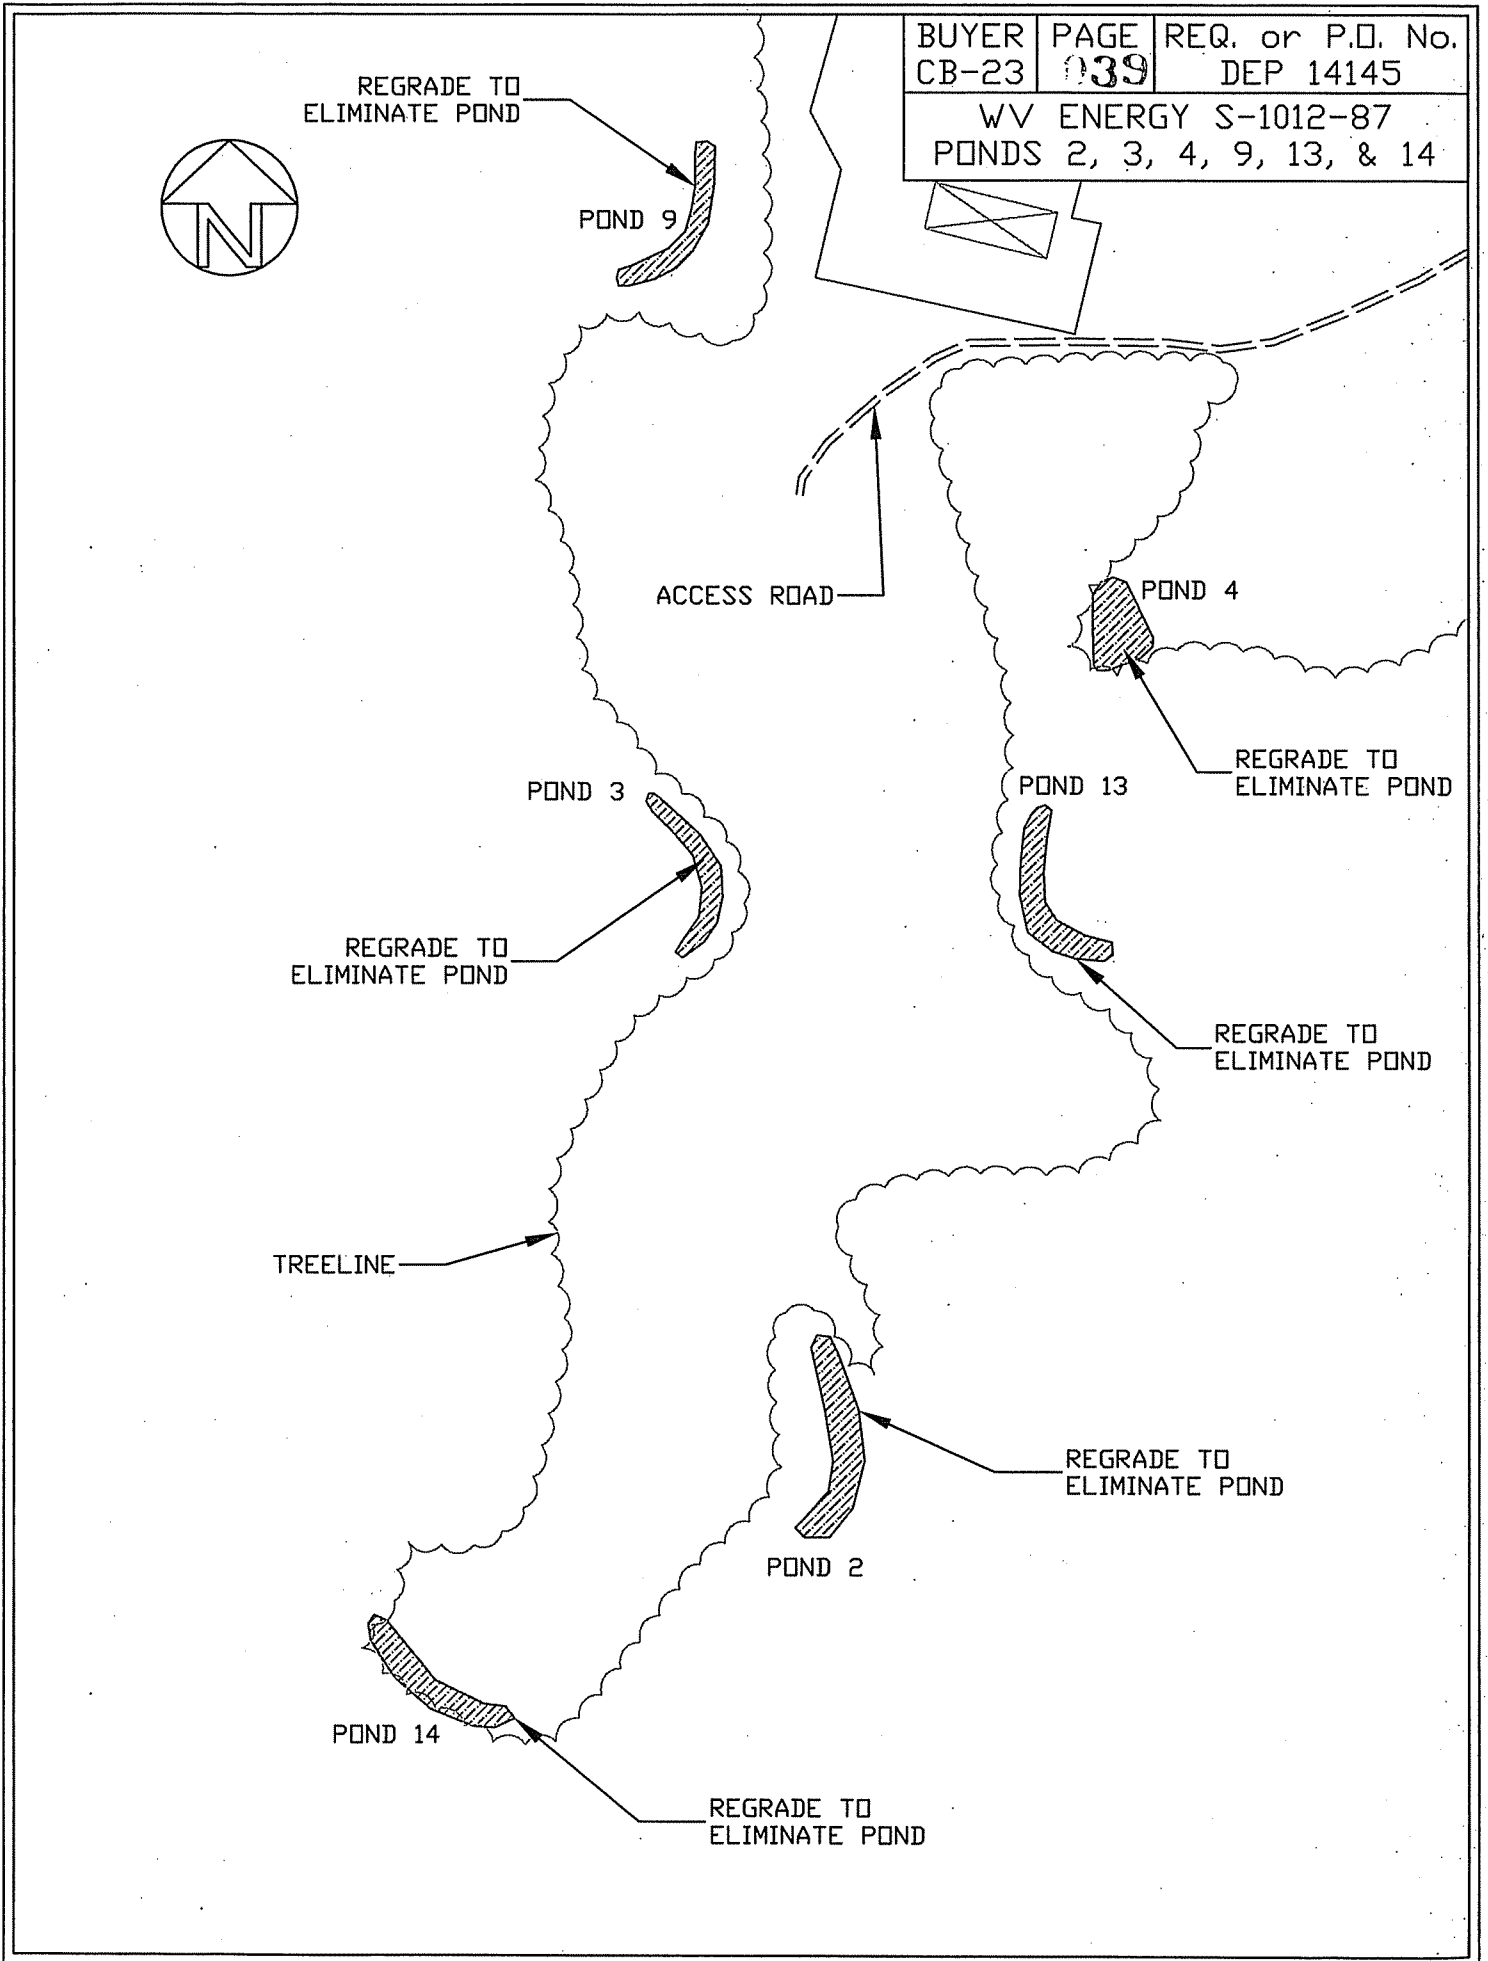 BUYER
CB-23
PAGE
039
REQ. or P.O. No.
DEP 14145
WV ENERGY S-1012-87
PONDS 2, 3, 4, 9, 13, & 14
REGRADE TO
ELIMINATE POND
N
POND 9
ACCESS ROAD
POND 4
REGRADE TO
ELIMINATE POND
POND 3
POND 13
REGRADE TO
ELIMINATE POND
REGRADE TO
ELIMINATE POND
TREELINE
REGRADE TO
ELIMINATE POND
POND 2
POND 14
REGRADE TO
ELIMINATE POND